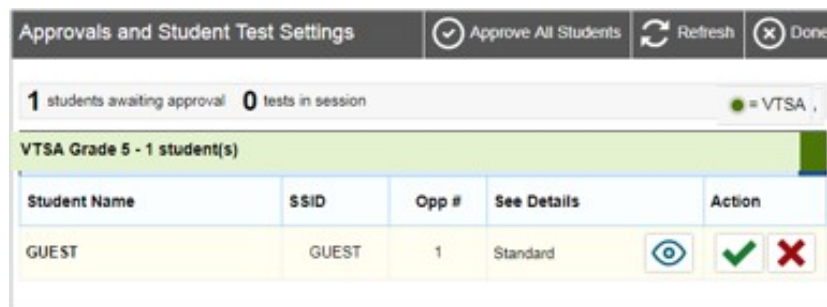 Approvals and Student Test Settings Approve All Students Refresh Done
1 students awaiting approval 0 tests in session = VTSA ,
VTSA Grade 5 - 1 student(s)
Student Name SSID Opp # See Details Action
GUEST GUEST 1 Standard